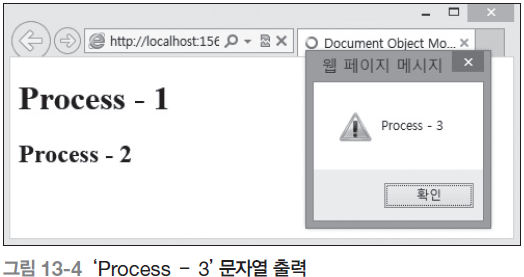 http://localhost:156
Document Object Mo...
웹 페이지 메시지
Process - 1
Process - 2
Process - 3
확인
그림 13-4 ‘Process - 3’ 문자열 출력